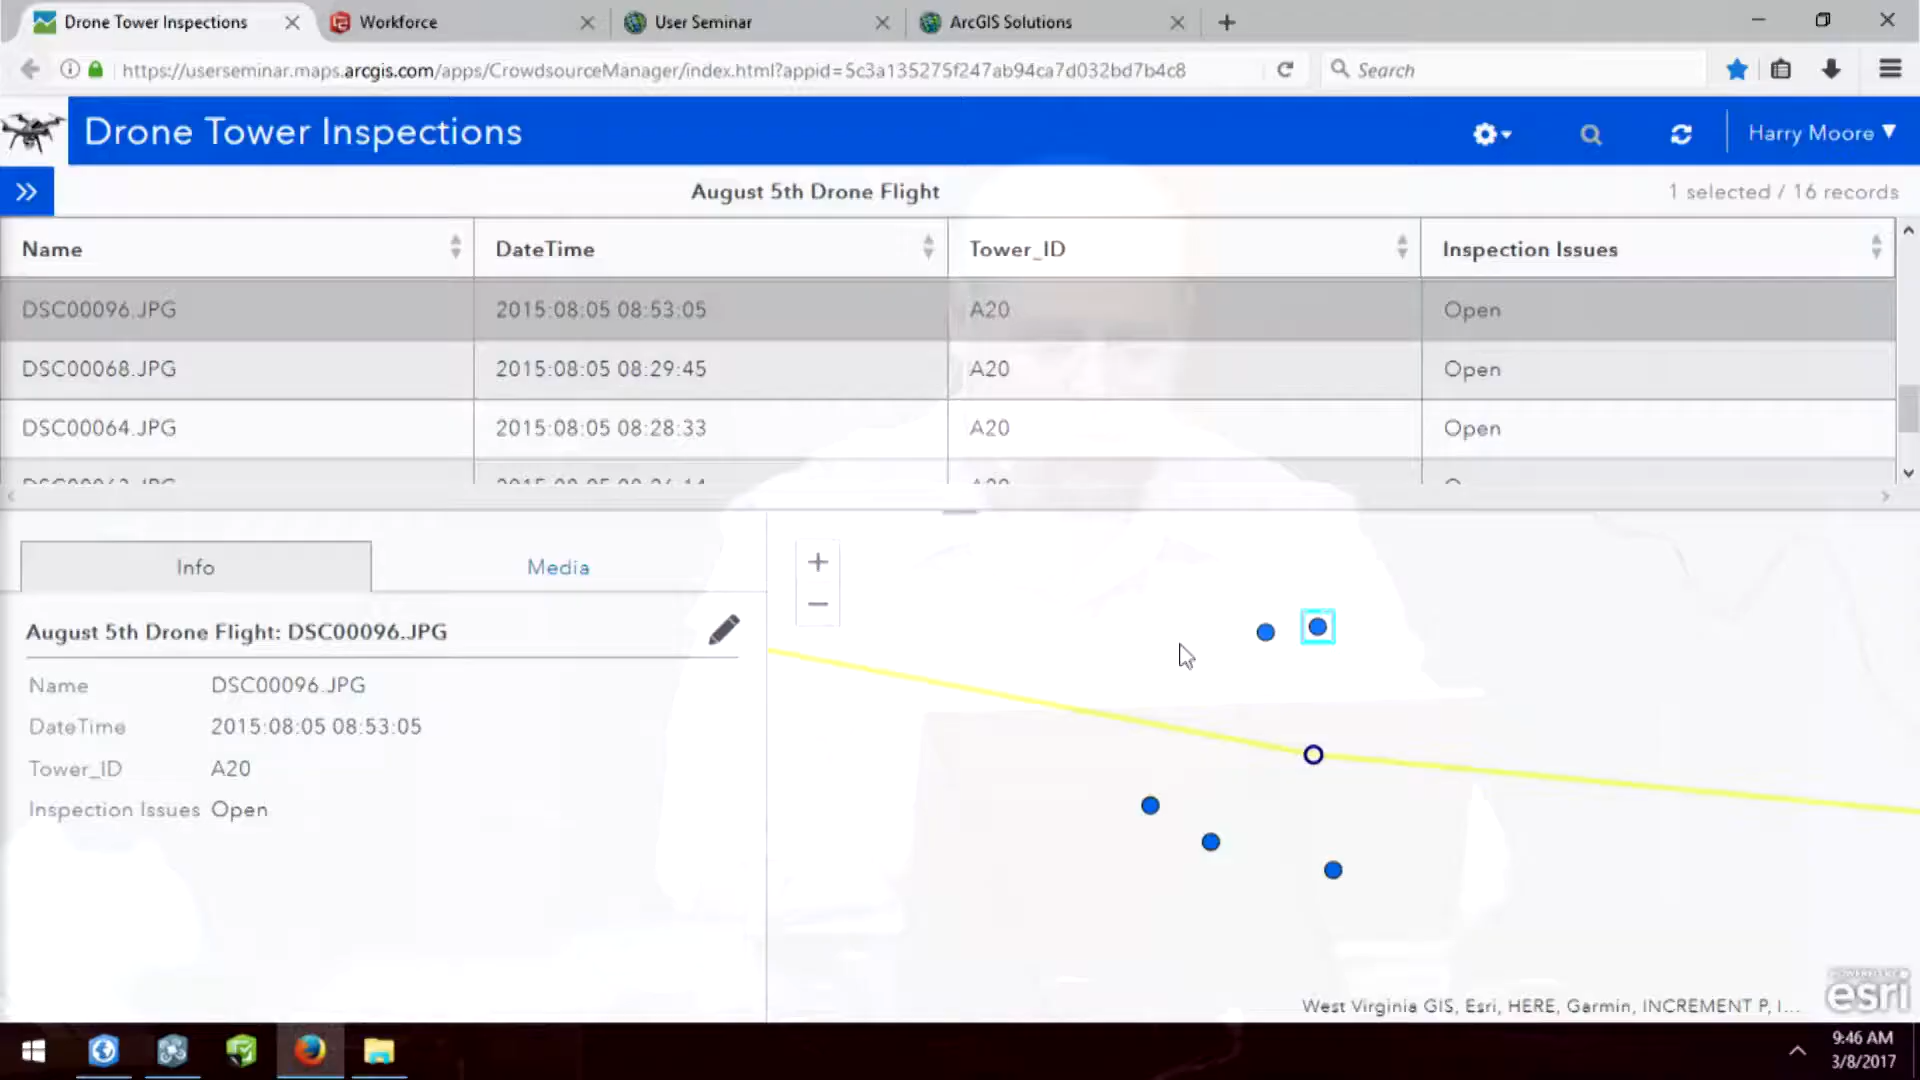 Drone Tower Inspections
Workforce
User Seminar
ArcGIS Solutions
https://userseminar.maps.arcgis.com/apps/CrowdsourceManager/index.html?appid=5c3a135275f247ab94ca7d032bd7b4c8
Search
Drone Tower Inspections
Harry Moore
August 5th Drone Flight
1 selected / 16 records
Name DateTime Tower_ID Inspection Issues
DSC00096.JPG 2015:08:05 08:53:05 A20 Open
DSC00068.JPG 2015:08:05 08:29:45 A20 Open
DSC00064.JPG 2015:08:05 08:28:33 A20 Open
Info
Media
August 5th Drone Flight: DSC00096.JPG
Name DSC00096.JPG
DateTime 2015:08:05 08:53:05
Tower_ID A20
Inspection Issues Open
West Virginia GIS, Esri, HERE, Garmin, INCREMENT P, I...
POWERED BY
esri
9:46 AM
3/8/2017